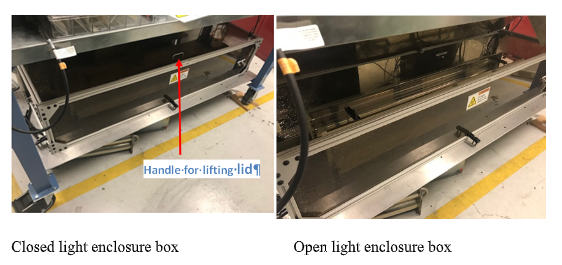 Handle·for·lifting·lid¶
Closed light enclosure box
Open light enclosure box